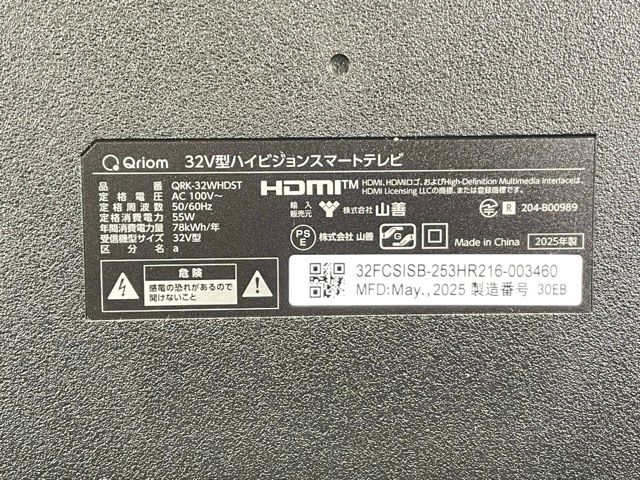 Qriom 32V型ハイビジョンスマートテレビ
品番 QRK-32WHDST
定格電圧 AC 100V～
定格周波数 50/60Hz
定格消費電力 55W
年間消費電力量 78kWh/年
受信機型サイズ 32V型
区分名 a
HDMI™
HDMI、HDMIロゴ、およびHigh-Definition Multimedia Interfaceは、
HDMI Licensing LLCの商標、または登録商標です。
輸入販売元 株式会社 山善
R 204-B00989
PS E 株式会社 山善
Made in China 2025年製
危険
感電の恐れがあるので
開けないこと
32FCSISB-253HR216-003460
MFD: May., 2025 製造番号 30EB